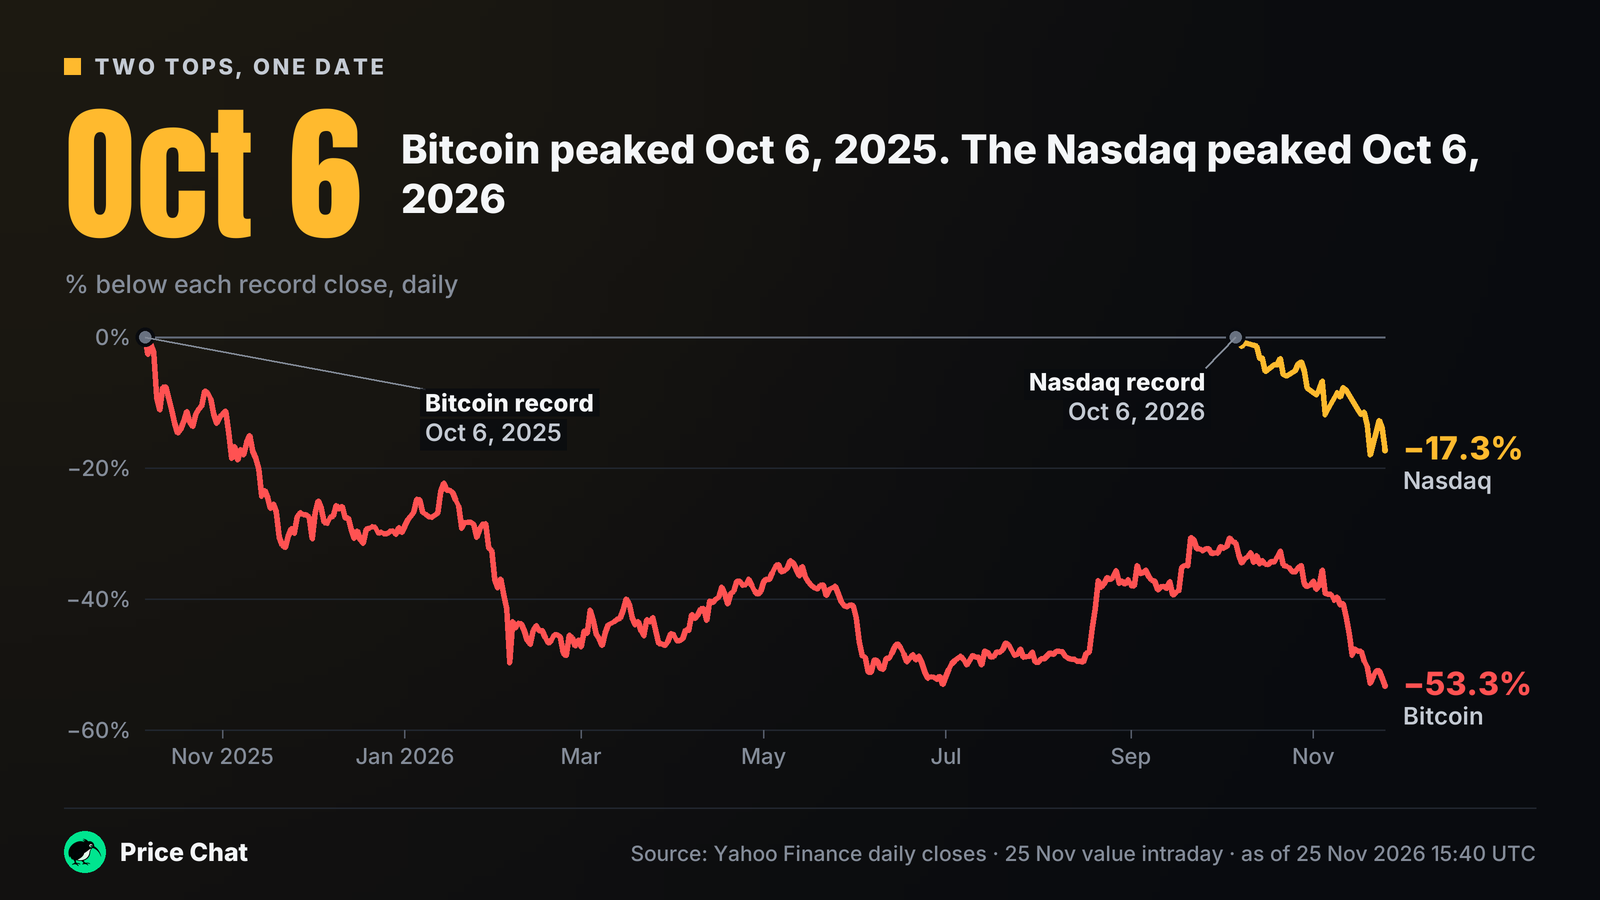 TWO TOPS, ONE DATE
Oct 6
Bitcoin peaked Oct 6, 2025. The Nasdaq peaked Oct 6,
2026
% below each record close, daily
0%
−20%
−40%
−60%
Bitcoin record
Oct 6, 2025
Nasdaq record
Oct 6, 2026
−17.3%
Nasdaq
−53.3%
Bitcoin
Nov 2025 Jan 2026 Mar May Jul Sep Nov
Price Chat
Source: Yahoo Finance daily closes · 25 Nov value intraday · as of 25 Nov 2026 15:40 UTC